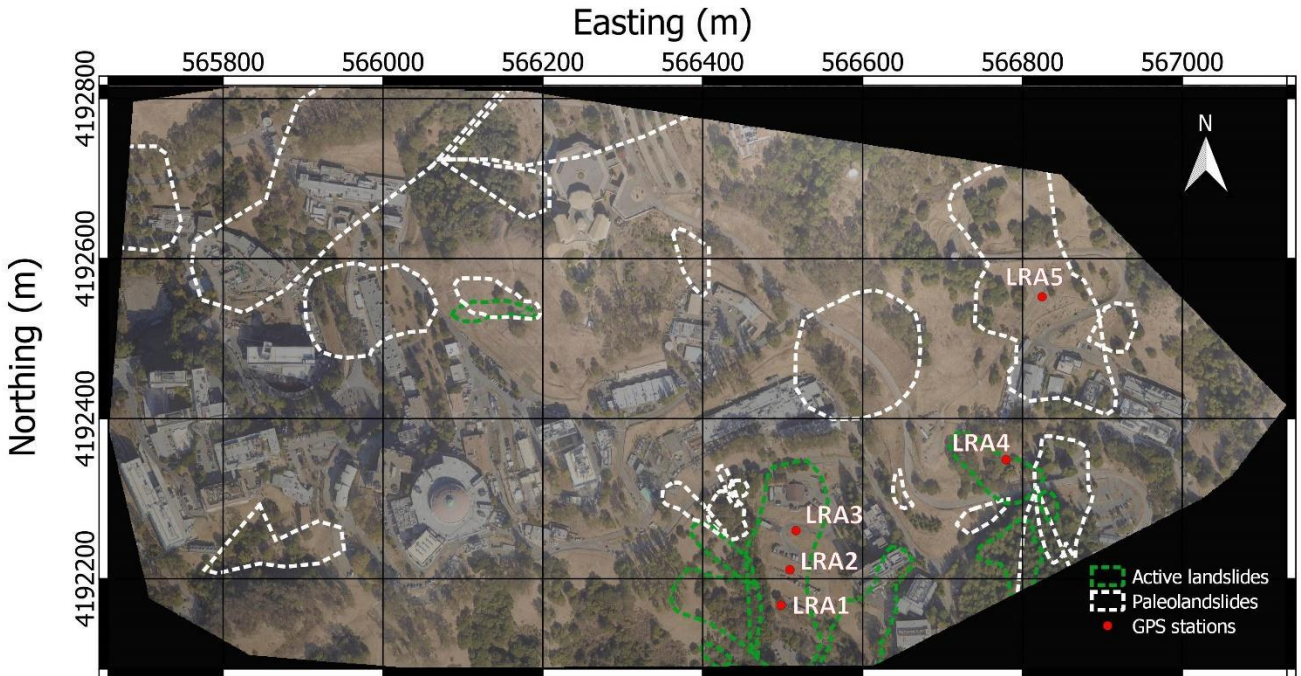 Easting (m)
565800 566000 566200 566400 566600 566800 567000
4192800
4192600
4192400
4192200
Northing (m)
N
LRA5
LRA4
LRA3
LRA2
LRA1
Active landslides
Paleolandslides
GPS stations